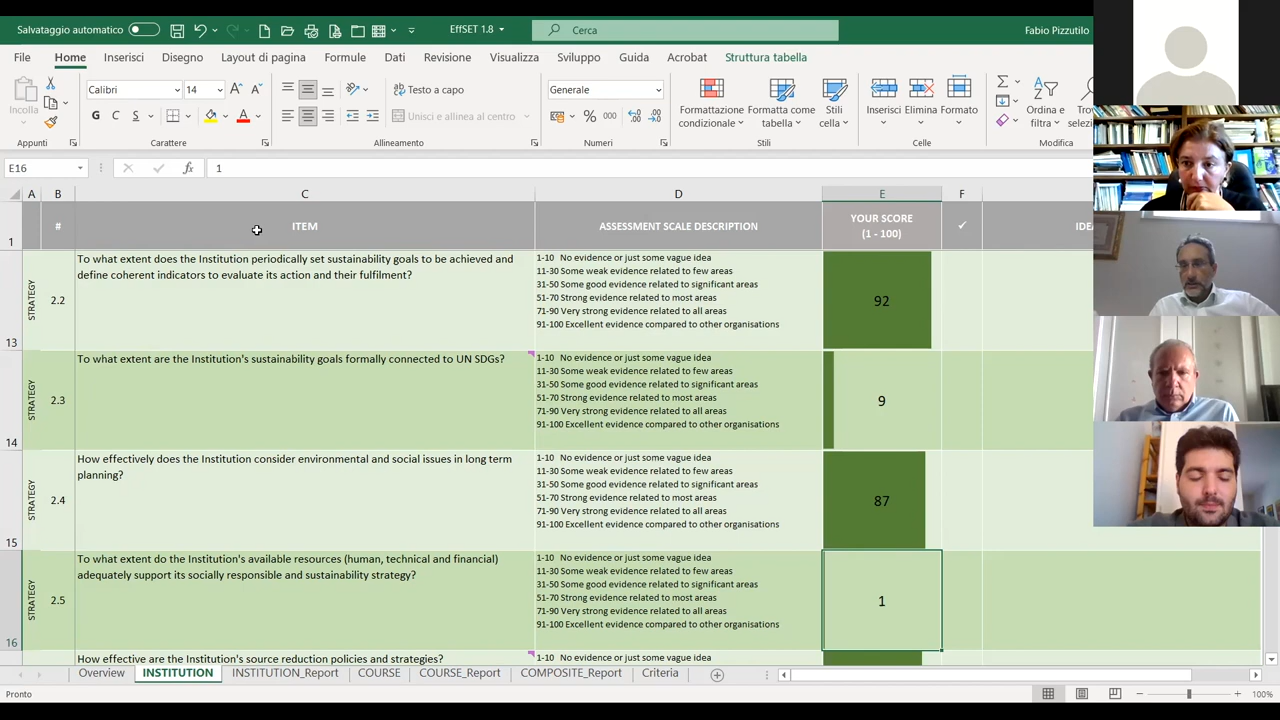 Salvataggio automatico
EffSET 1.8
Cerca
Fabio Pizzutilo
File
Home
Inserisci
Disegno
Layout di pagina
Formule
Dati
Revisione
Visualizza
Sviluppo
Guida
Acrobat
Struttura tabella
Incolla
Calibri
14
G C S
Testo a capo
Unisci e allinea al centro
Generale
% 000
Formattazione
condizionale
Formatta come
tabella
Stili
cella
Inserisci
Elimina
Formato
Ordina e
filtra
Appunti
Carattere
Allineamento
Numeri
Stili
Celle
Modifica
E16
fx
1
A
B
C
D
E
F
1
#
ITEM
ASSESSMENT SCALE DESCRIPTION
YOUR SCORE
(1 - 100)
✓
13
STRATEGY
2.2
To what extent does the Institution periodically set sustainability goals to be achieved and
define coherent indicators to evaluate its action and their fulfilment?
1-10 No evidence or just some vague idea
11-30 Some weak evidence related to few areas
31-50 Some good evidence related to significant areas
51-70 Strong evidence related to most areas
71-90 Very strong evidence related to all areas
91-100 Excellent evidence compared to other organisations
92
14
STRATEGY
2.3
To what extent are the Institution's sustainability goals formally connected to UN SDGs?
1-10 No evidence or just some vague idea
11-30 Some weak evidence related to few areas
31-50 Some good evidence related to significant areas
51-70 Strong evidence related to most areas
71-90 Very strong evidence related to all areas
91-100 Excellent evidence compared to other organisations
9
15
STRATEGY
2.4
How effectively does the Institution consider environmental and social issues in long term
planning?
1-10 No evidence or just some vague idea
11-30 Some weak evidence related to few areas
31-50 Some good evidence related to significant areas
51-70 Strong evidence related to most areas
71-90 Very strong evidence related to all areas
91-100 Excellent evidence compared to other organisations
87
16
STRATEGY
2.5
To what extent do the Institution's available resources (human, technical and financial)
adequately support its socially responsible and sustainability strategy?
1-10 No evidence or just some vague idea
11-30 Some weak evidence related to few areas
31-50 Some good evidence related to significant areas
51-70 Strong evidence related to most areas
71-90 Very strong evidence related to all areas
91-100 Excellent evidence compared to other organisations
1
How effective are the Institution's source reduction policies and strategies?
1-10 No evidence or just some vague idea
Overview
INSTITUTION
INSTITUTION_Report
COURSE
COURSE_Report
COMPOSITE_Report
Criteria
Pronto
100%